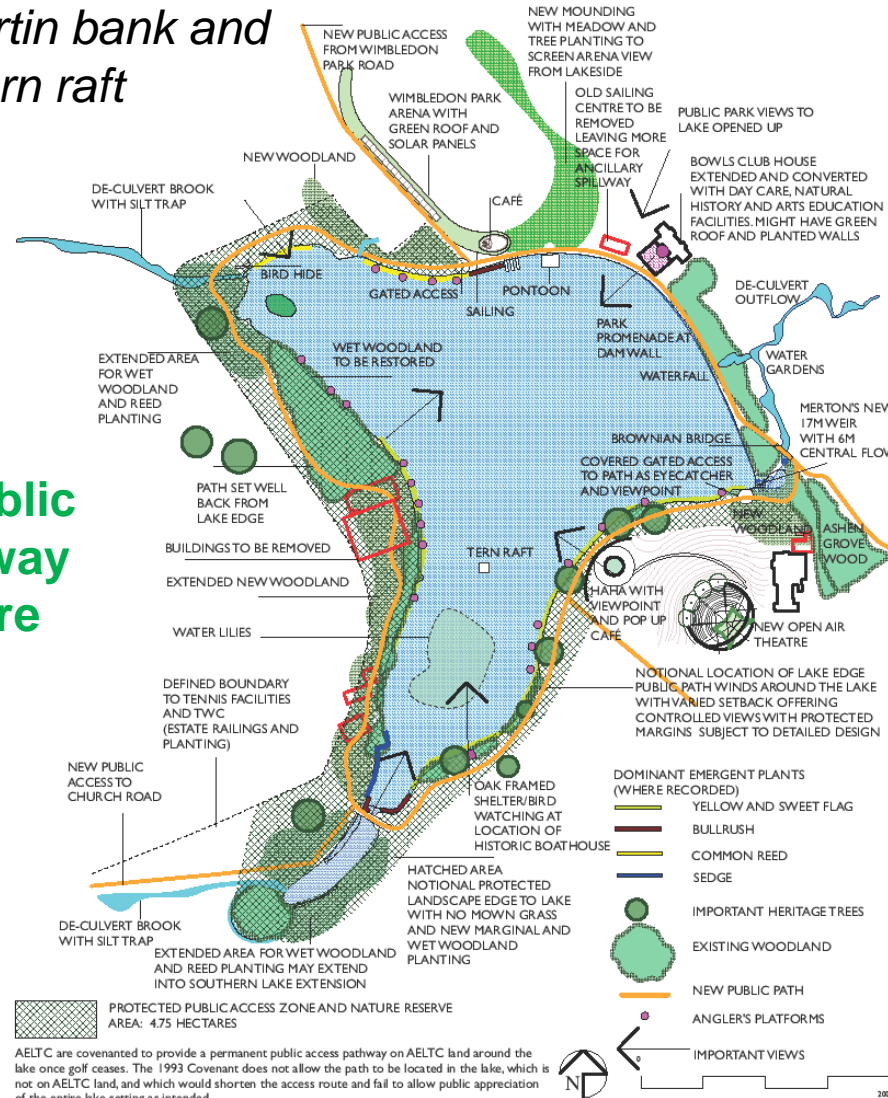 rtin bank and
ern raft
NEW PUBLIC ACCESS
FROM WIMBLEDON
PARK ROAD
NEW MOUNDING
WITH MEADOW AND
TREE PLANTING TO
SCREEN ARENA VIEW
FROM LAKESIDE
WIMBLEDON PARK
ARENA WITH
GREEN ROOF AND
SOLAR PANELS
OLD SAILING
CENTRE TO BE
REMOVED
LEAVING MORE
SPACE FOR
ANCILLARY
SPILLWAY
PUBLIC PARK VIEWS TO
LAKE OPENED UP
BOWLS CLUB HOUSE
EXTENDED AND CONVERTED
WITH DAY CARE, NATURAL
HISTORY AND ARTS EDUCATION
FACILITIES. MIGHT HAVE GREEN
ROOF AND PLANTED WALLS
NEW WOODLAND
DE-CULVERT BROOK
WITH SILT TRAP
CAFÉ
BIRD HIDE
GATED ACCESS
SAILING
PONTOON
DE-CULVERT
OUTFLOW
PARK
PROMENADE AT
DAM WALL
WATER
GARDENS
WATERFALL
WET WOODLAND
TO BE RESTORED
EXTENDED AREA
FOR WET
WOODLAND
AND REED
PLANTING
MERTON'S NEW
17M WEIR
WITH 6M
CENTRAL FLOW
BROWNIAN BRIDGE
COVERED GATED ACCESS
TO PATH AS EYECATCHER
AND VIEWPOINT
PATH SET WELL
BACK FROM
LAKE EDGE
blic
way
re
NEW
WOODLAND
ASHEN
GROVE
WOOD
BUILDINGS TO BE REMOVED
TERN RAFT
EXTENDED NEW WOODLAND
HAHA WITH
VIEWPOINT
AND POP UP
CAFÉ
NEW OPEN AIR
THEATRE
WATER LILIES
NOTIONAL LOCATION OF LAKE EDGE
PUBLIC PATH WINDS AROUND THE LAKE
WITH VARIED SETBACK OFFERING
CONTROLLED VIEWS WITH PROTECTED
MARGINS SUBJECT TO DETAILED DESIGN
DEFINED BOUNDARY
TO TENNIS FACILITIES
AND TWC
(ESTATE RAILINGS AND
PLANTING)
NEW PUBLIC
ACCESS TO
CHURCH ROAD
OAK FRAMED
SHELTER/BIRD
WATCHING AT
LOCATION OF
HISTORIC BOATHOUSE
HATCHED AREA
NOTIONAL PROTECTED
LANDSCAPE EDGE TO LAKE
WITH NO MOWN GRASS
AND NEW MARGINAL AND
WET WOODLAND
PLANTING
DE-CULVERT BROOK
WITH SILT TRAP
EXTENDED AREA FOR WET WOODLAND
AND REED PLANTING MAY EXTEND
INTO SOUTHERN LAKE EXTENSION
DOMINANT EMERGENT PLANTS
(WHERE RECORDED)
YELLOW AND SWEET FLAG
BULLRUSH
COMMON REED
SEDGE
IMPORTANT HERITAGE TREES
EXISTING WOODLAND
NEW PUBLIC PATH
ANGLER'S PLATFORMS
IMPORTANT VIEWS
PROTECTED PUBLIC ACCESS ZONE AND NATURE RESERVE
AREA: 4.75 HECTARES
AELTC are covenanted to provide a permanent public access pathway on AELTC land around the
lake once golf ceases. The 1993 Covenant does not allow the path to be located in the lake, which is
not on AELTC land, and which would shorten the access route and fail to allow public appreciation
of the entire lake setting as intended
N
0
200